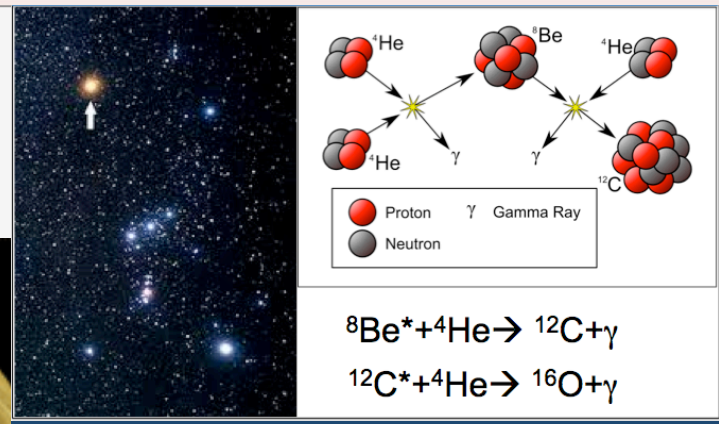 ⁴He
⁸Be
⁴He
⁴He
γ
γ
¹²C
Proton
γ Gamma Ray
Neutron
⁸Be*+⁴He→ ¹²C+γ
¹²C*+⁴He→ ¹⁶O+γ